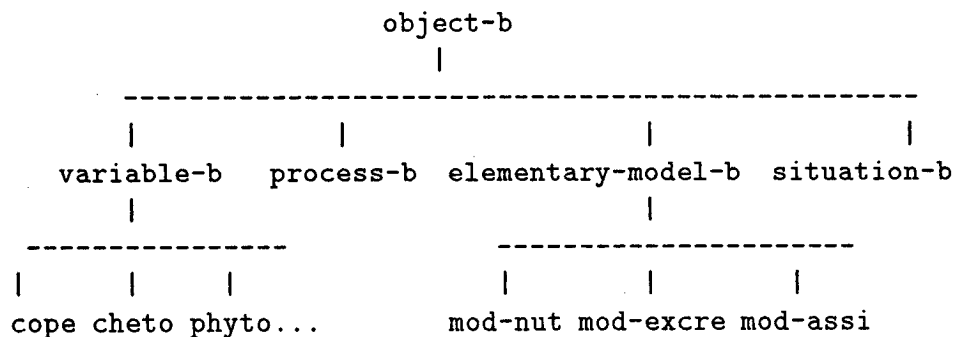 object-b
variable-b process-b elementary-model-b situation-b
cope cheto phyto... mod-nut mod-excre mod-assi